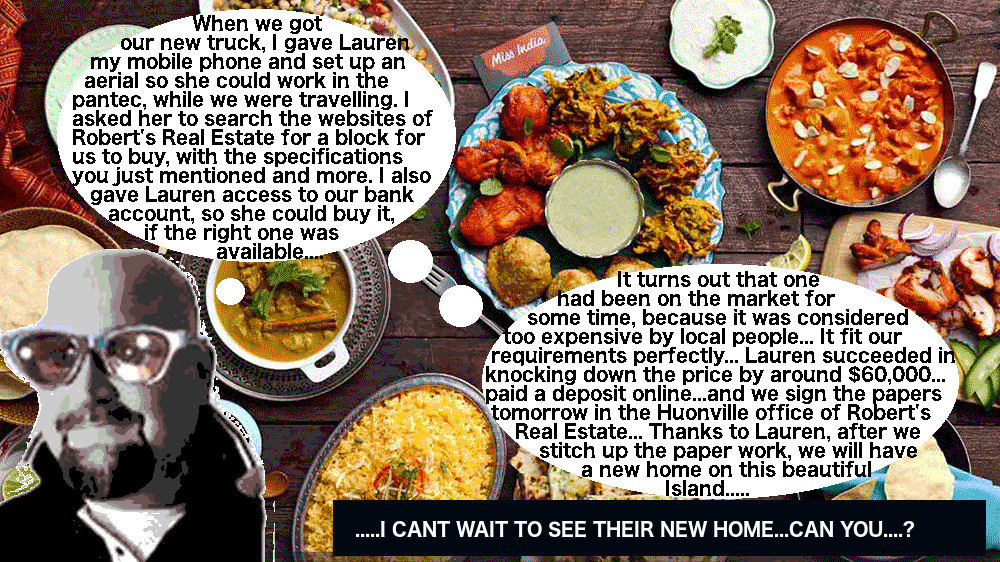 When we got
our new truck, I gave Lauren
my mobile phone and set up an
aerial so she could work in the
pantec, while we were travelling. I
asked her to search the websites of
Robert's Real Estate for a block for
us to buy, with the specifications
you just mentioned and more. I also
gave Lauren access to our bank
account, so she could buy it,
if the right one was
available....
Miss India
It turns out that one
had been on the market for
some time, because it was considered
too expensive by local people... It fit our
requirements perfectly... Lauren succeeded in
knocking down the price by around $60,000...
paid a deposit online...and we sign the papers
tomorrow in the Huonville office of Robert's
Real Estate... Thanks to Lauren, after we
stitch up the paper work, we will have
a new home on this beautiful
Island.....
.....I CANT WAIT TO SEE THEIR NEW HOME...CAN YOU....?